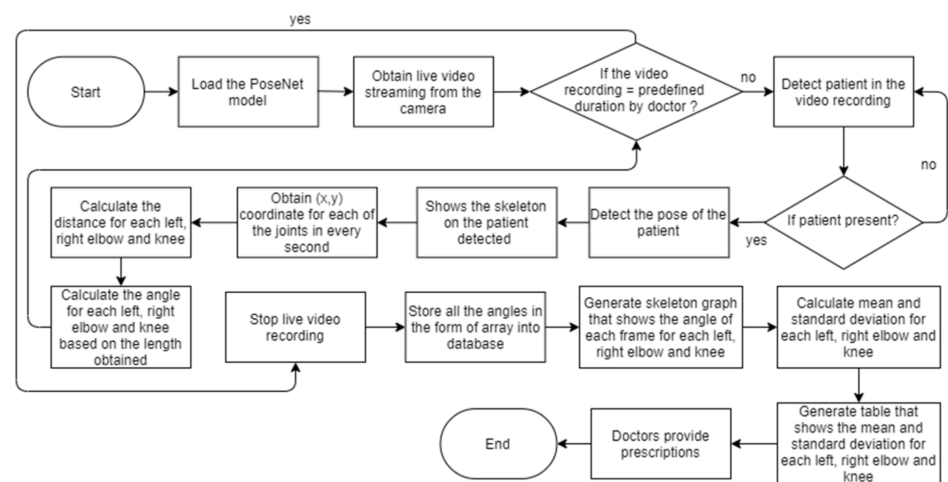 yes
Start
Load the PoseNet
model
Obtain live video
streaming from the
camera
If the video
recording = predefined
duration by doctor ?
no
Detect patient in the
video recording
no
Calculate the
distance for each left,
right elbow and knee
Obtain (x,y)
coordinate for each of
the joints in every
second
Shows the skeleton
on the patient
detected
Detect the pose of the
patient
yes
If patient present?
Calculate the angle
for each left, right
elbow and knee
based on the length
obtained
Stop live video
recording
Store all the angles in
the form of array into
database
Generate skeleton graph
that shows the angle of
each frame for each left,
right elbow and knee
Calculate mean and
standard deviation for
each left, right elbow and
knee
End
Doctors provide
prescriptions
Generate table that
shows the mean and
standard deviation for
each left, right elbow and
knee